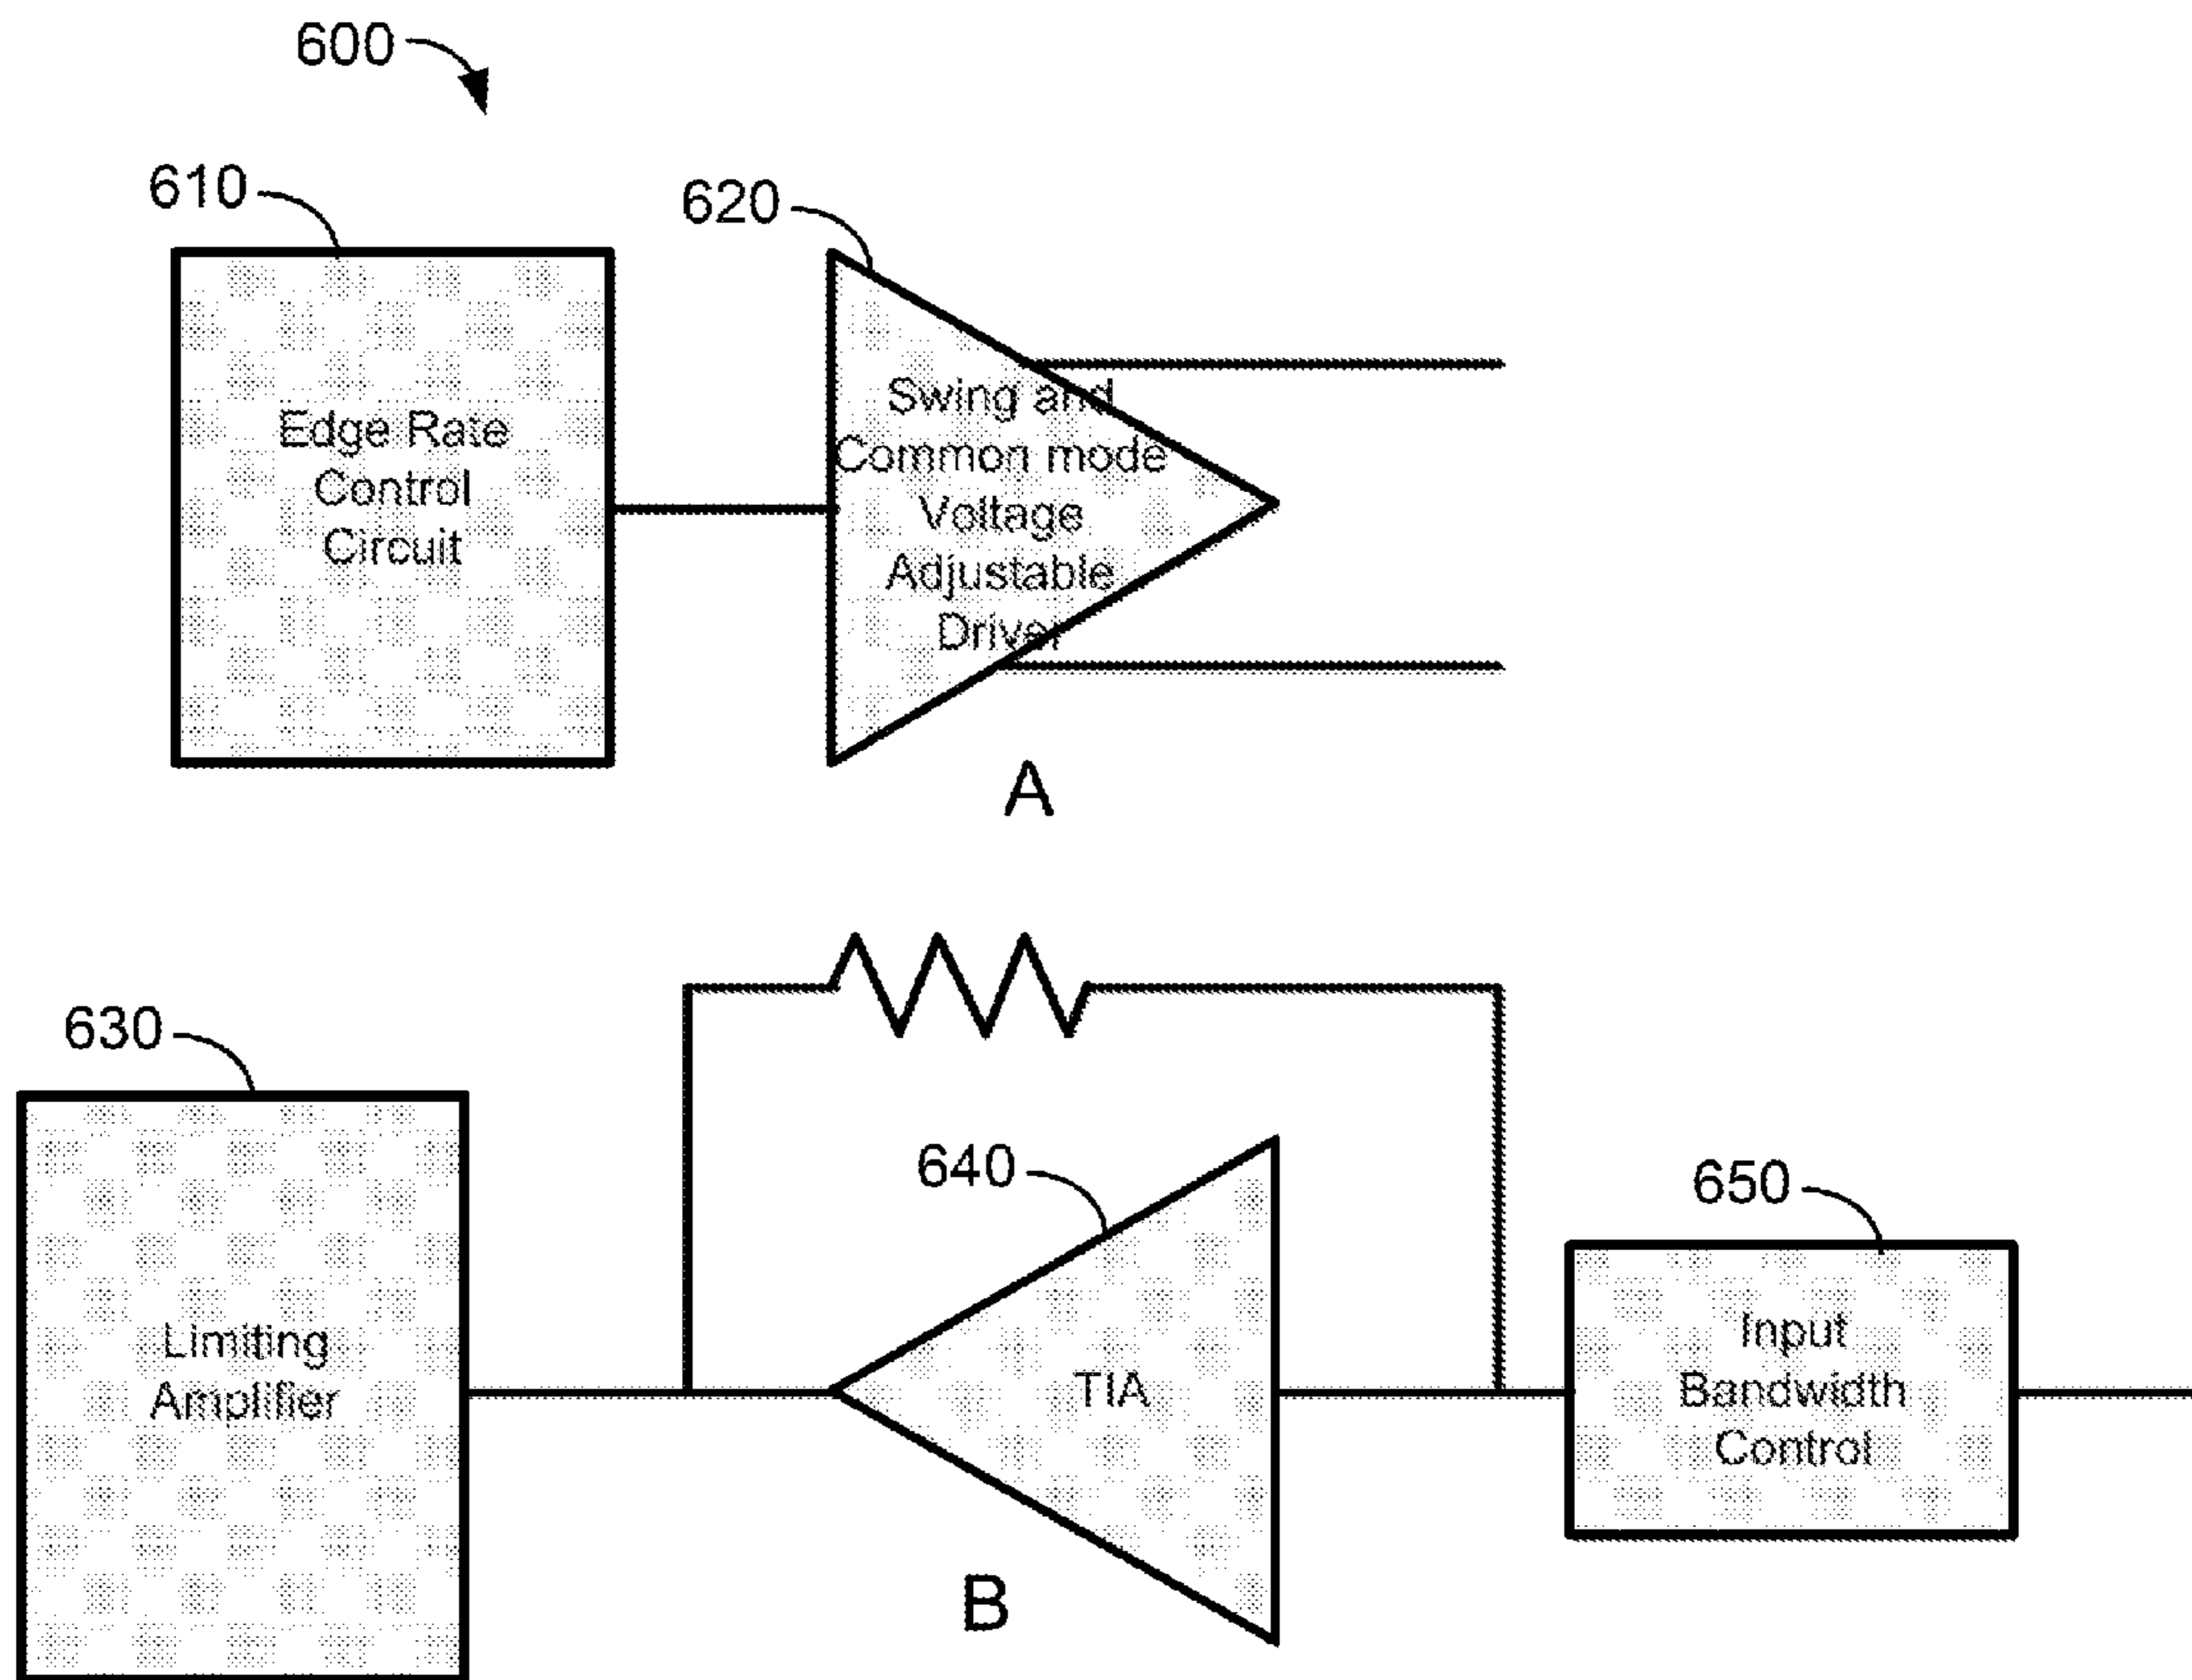 600
610
620
Edge Rate
Control
Circuit
Swing and
Common mode
Voltage
Adjustable
Driver
A
630
640
650
Limiting
Amplifier
TIA
Input
Bandwidth
Control
B